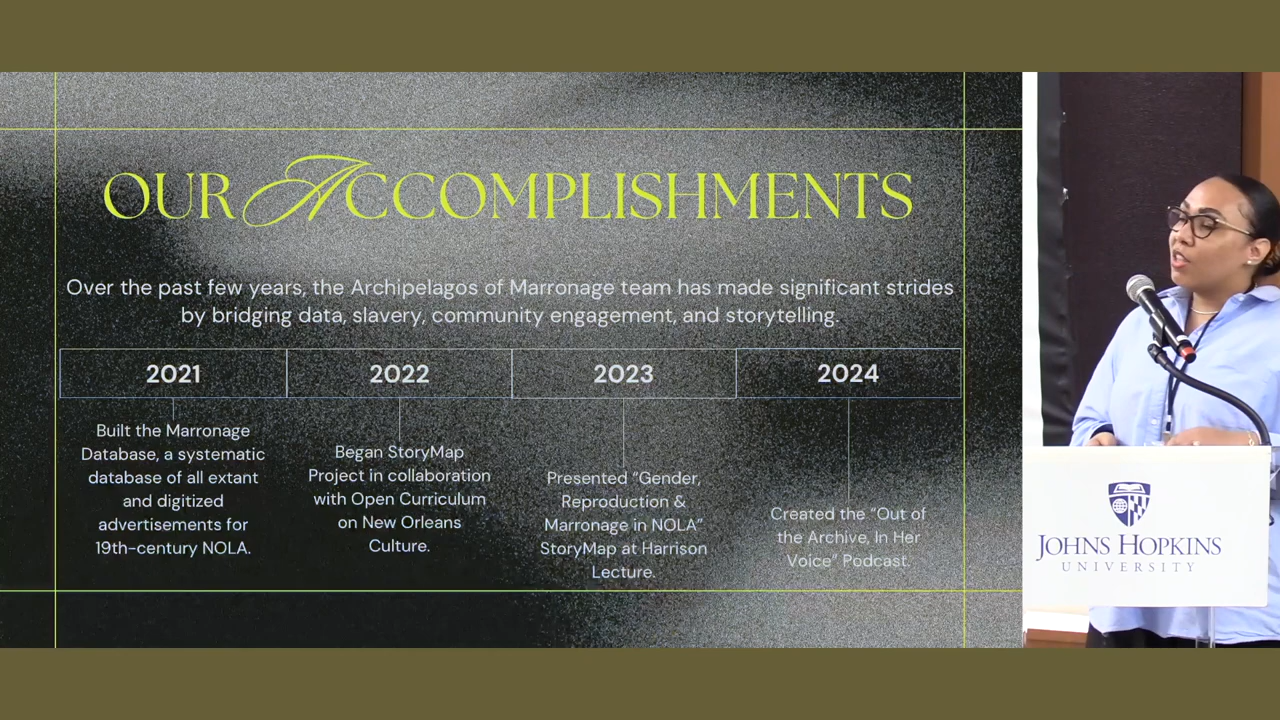 OUR ACCOMPLISHMENTS
Over the past few years, the Archipelagos of Marronage team has made significant strides
by bridging data, slavery, community engagement, and storytelling.
2021
Built the Marronage
Database, a systematic
database of all extant
and digitized
advertisements for
19th-century NOLA.
2022
Began StoryMap
Project in collaboration
with Open Curriculum
on New Orleans
Culture.
2023
Presented “Gender,
Reproduction &
Marronage in NOLA”
StoryMap at Harrison
Lecture.
2024
Created the “Out of
the Archive, In Her
Voice” Podcast.
JOHNS HOPKINS
UNIVERSITY